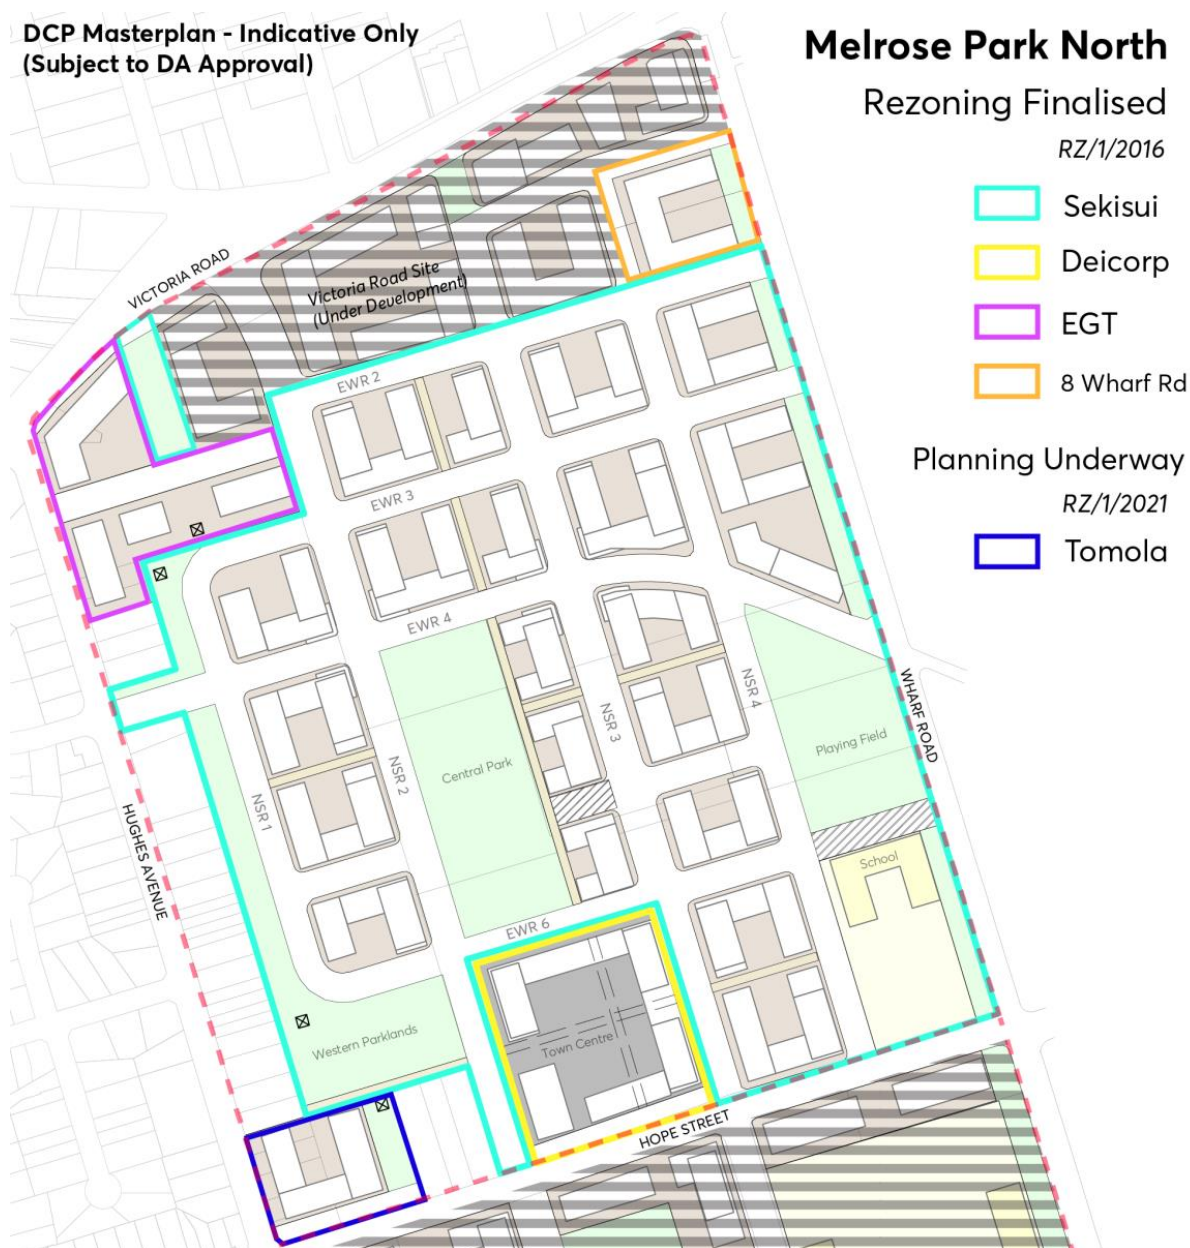 DCP Masterplan - Indicative Only
(Subject to DA Approval)
Melrose Park North
Rezoning Finalised
RZ/1/2016
Sekisui
Deicorp
EGT
8 Wharf Rd
Planning Underway
RZ/1/2021
Tomola
VICTORIA ROAD
Victoria Road Site
(Under Development)
EWR 2
EWR 3
EWR 4
NSR 1
NSR 2
NSR 3
NSR 4
WHARF ROAD
Central Park
Playing Field
HUGHES AVENUE
School
EWR 6
Western Parklands
Town Centre
HOPE STREET